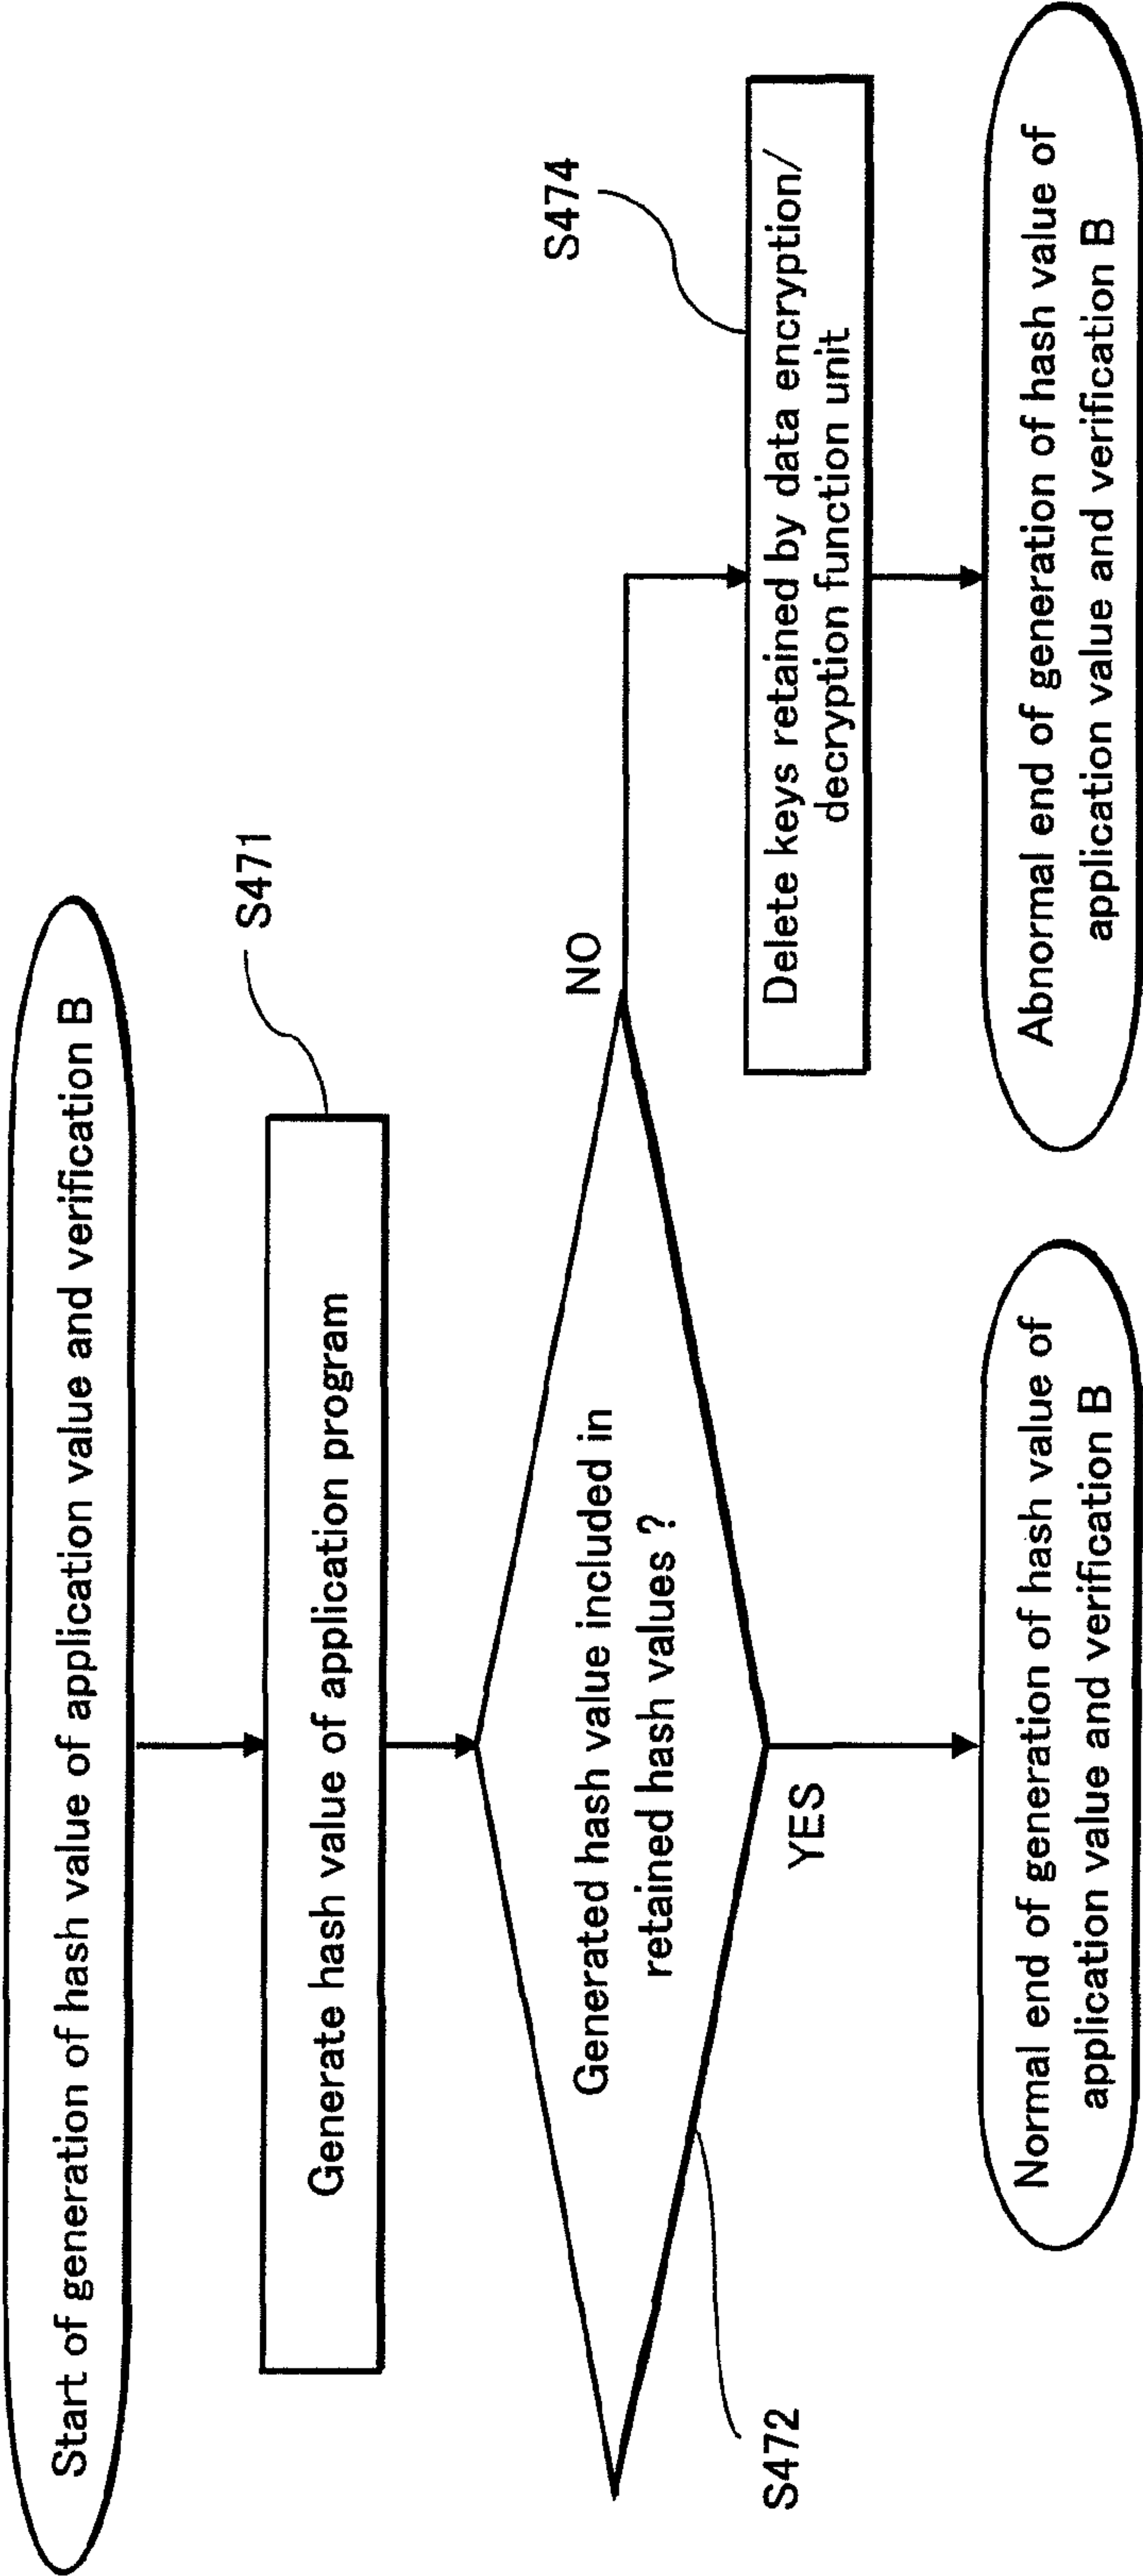 Start of generation of hash value of application value and verification B
S471
Generate hash value of application program
Generated hash value included in
retained hash values ?
NO
S472
YES
S474
Delete keys retained by data encryption/
decryption function unit
Normal end of generation of hash value of
application value and verification B
Abnormal end of generation of hash value of
application value and verification B